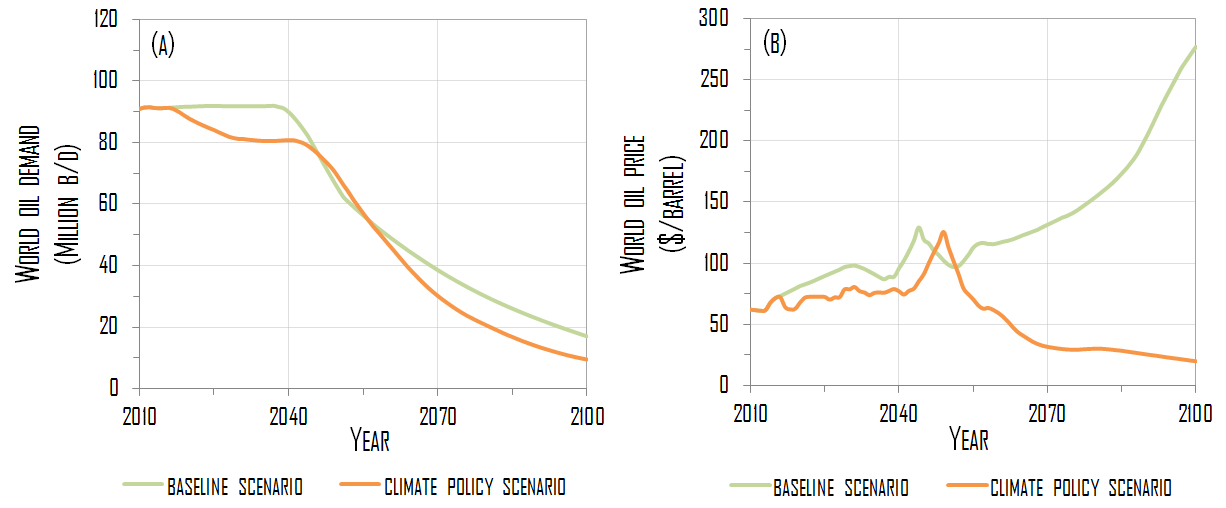 (A)
World oil demand
(Million B/D)
120
100
80
60
40
20
0
2010 2040 2070 2100
Year
baseline scenario climate policy scenario
(B)
World oil price
($/barrel)
300
250
200
150
100
50
0
2010 2040 2070 2100
Year
baseline scenario climate policy scenario